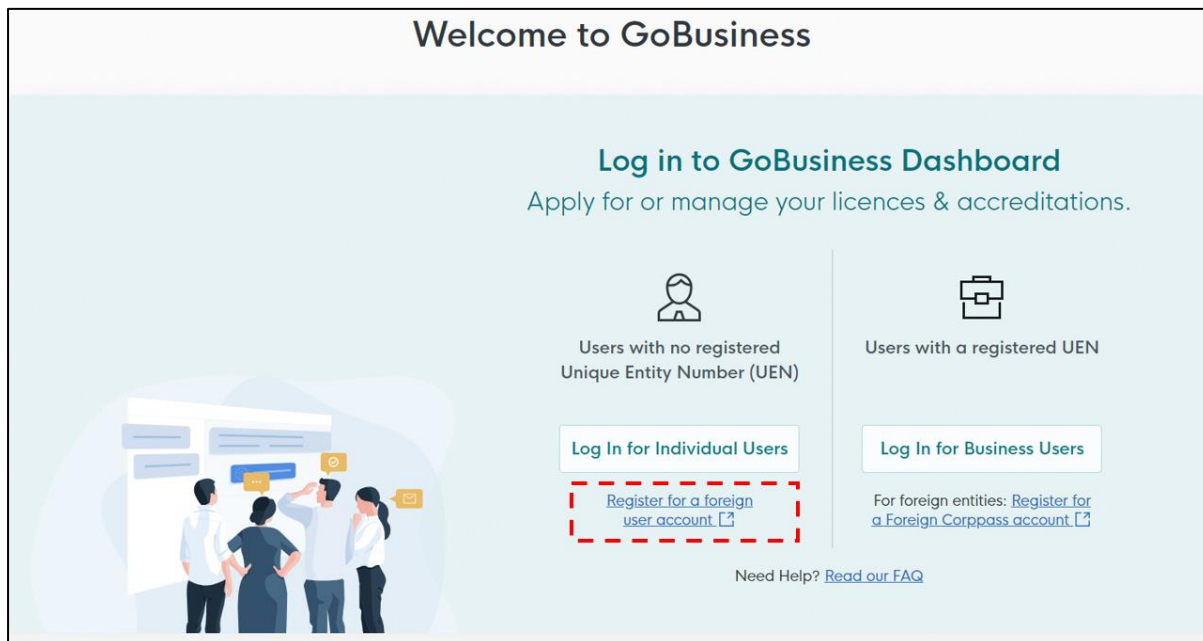 Welcome to GoBusiness
Log in to GoBusiness Dashboard
Apply for or manage your licences & accreditations.
Users with no registered
Unique Entity Number (UEN)
Log In for Individual Users
Register for a foreign
user account
Users with a registered UEN
Log In for Business Users
For foreign entities: Register for
a Foreign Corppass account
Need Help? Read our FAQ